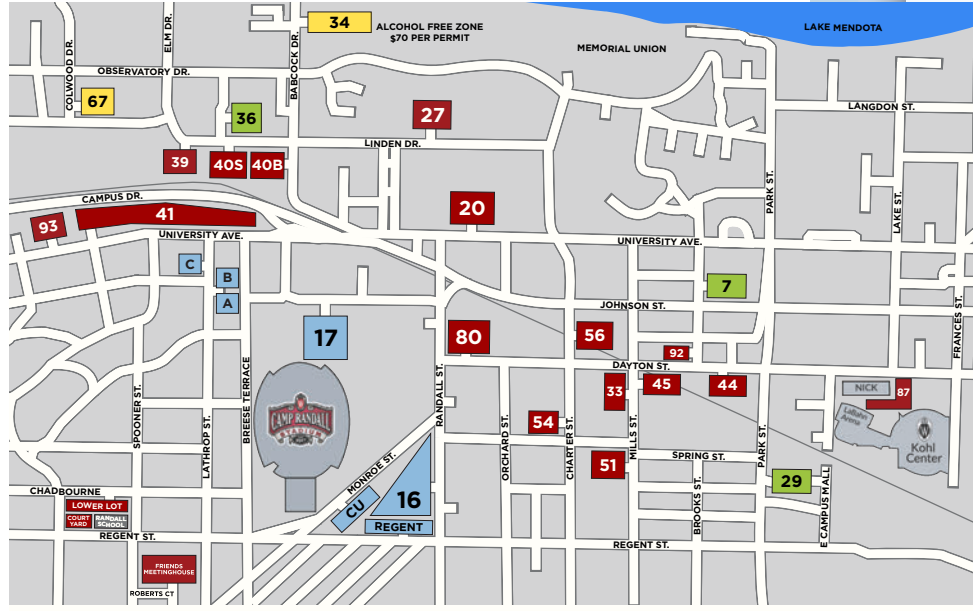 34
ALCOHOL FREE ZONE
$70 PER PERMIT
LAKE MENDOTA
MEMORIAL UNION
COLWOOD DR.
ELM DR.
BABCOCK DR.
OBSERVATORY DR.
67
36
27
LANGDON ST.
LINDEN DR.
39
40S
40B
PARK ST.
LAKE ST.
CAMPUS DR.
93
41
20
UNIVERSITY AVE.
UNIVERSITY AVE.
C
B
A
7
JOHNSON ST.
FRANCES ST.
17
80
56
92
DAYTON ST.
33
45
44
NICK
87
BREESE TERRACE
RANDALL ST.
SPOONER ST.
LATHROP ST.
CAMP RANDALL
STADIUM
LaBahn
Arena
Kohl
Center
54
ORCHARD ST.
CHARTER ST.
MILLS ST.
PARK ST.
51
SPRING ST.
MONROE ST.
16
CU
REGENT
29
BROOKS ST.
E CAMPUS MALL
CHADBOURNE
LOWER LOT
COURT
YARD
RANDALL
SCHOOL
REGENT ST.
REGENT ST.
FRIENDS
MEETINGHOUSE
ROBERTS CT